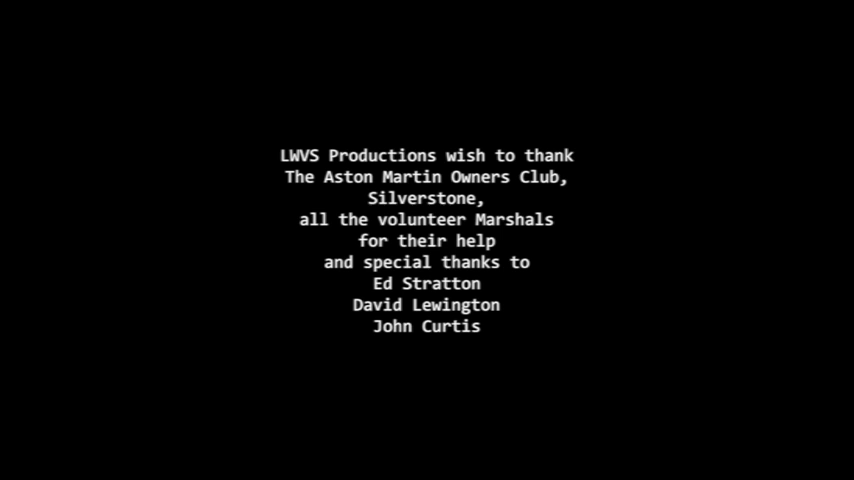 LWVS Productions wish to thank
The Aston Martin Owners Club,
Silverstone,
all the volunteer Marshals
for their help
and special thanks to
Ed Stratton
David Lewington
John Curtis